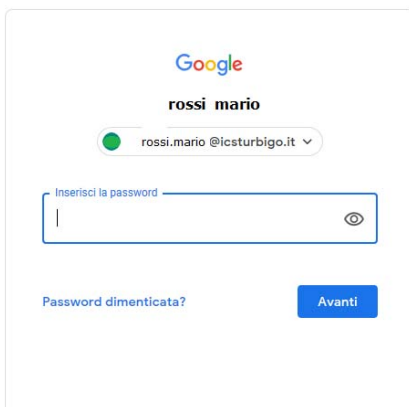 Google
rossi mario
rossi.mario @icsturbigo.it
Inserisci la password
Password dimenticata?
Avanti